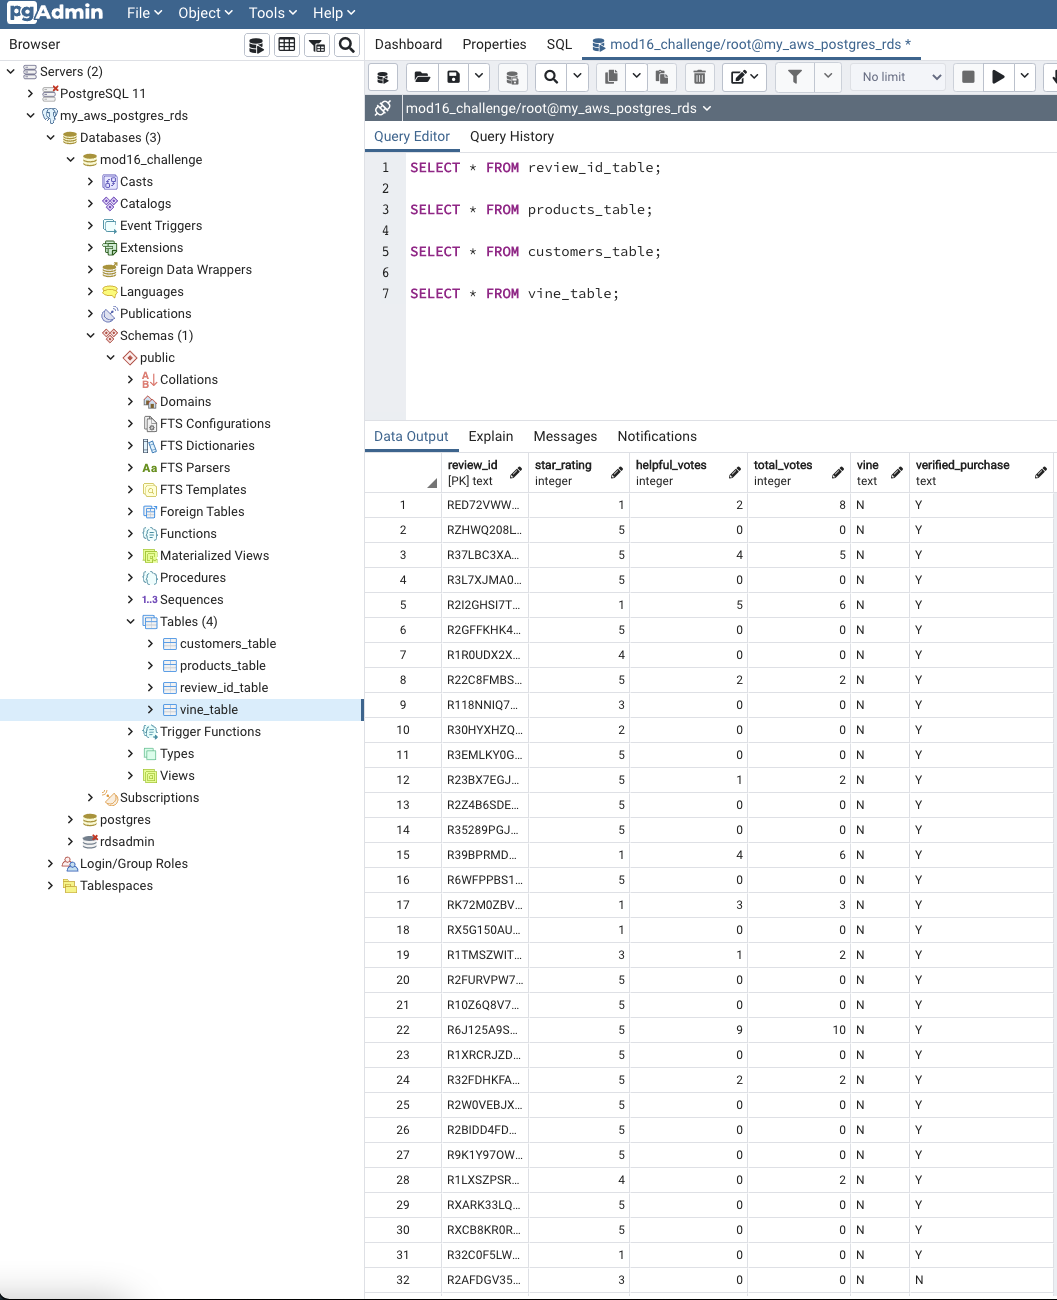 pgAdmin File Object Tools Help
Browser
Dashboard Properties SQL mod16_challenge/root@my_aws_postgres_rds *
No limit
mod16_challenge/root@my_aws_postgres_rds
Query Editor Query History
Servers (2)
PostgreSQL 11
my_aws_postgres_rds
Databases (3)
mod16_challenge
Casts
Catalogs
Event Triggers
Extensions
Foreign Data Wrappers
Languages
Publications
Schemas (1)
public
A
B
Collations
Domains
FTS Configurations
FTS Dictionaries
Aa FTS Parsers
FTS Templates
Foreign Tables
Functions
Materialized Views
Procedures
1..3 Sequences
Tables (4)
customers_table
products_table
review_id_table
vine_table
Trigger Functions
Types
Views
Subscriptions
postgres
rdsadmin
Login/Group Roles
Tablespaces
1 SELECT * FROM review_id_table;
2
3 SELECT * FROM products_table;
4
5 SELECT * FROM customers_table;
6
7 SELECT * FROM vine_table;
Data Output Explain Messages Notifications
review_id star_rating helpful_votes total_votes vine verified_purchase
[PK] text integer integer integer text text
1 RED72VWW... 1 2 8 N Y
2 RZHWQ208L... 5 0 0 N Y
3 R37LBC3XA... 5 4 5 N Y
4 R3L7XJMA0... 5 0 0 N Y
5 R2I2GHSI7T... 1 5 6 N Y
6 R2GFFKHK4... 5 0 0 N Y
7 R1R0UDX2X... 4 0 0 N Y
8 R22C8FMBS... 5 2 2 N Y
9 R118NNIQ7... 3 0 0 N Y
10 R30HYXHZQ... 2 0 0 N Y
11 R3EMLKY0G... 5 0 0 N Y
12 R23BX7EGJ... 5 1 2 N Y
13 R2Z4B6SDE... 5 0 0 N Y
14 R35289PGJ... 5 0 0 N Y
15 R39BPRMD... 1 4 6 N Y
16 R6WFPPBS1... 5 0 0 N Y
17 RK72M0ZBV... 1 3 3 N Y
18 RX5G150AU... 1 0 0 N Y
19 R1TMSZWIT... 3 1 2 N Y
20 R2FURVPW7... 5 0 0 N Y
21 R10Z6Q8V7... 5 0 0 N Y
22 R6J125A9S... 5 9 10 N Y
23 R1XRCRJZD... 5 0 0 N Y
24 R32FDHKFA... 5 2 2 N Y
25 R2W0VEBJX... 5 0 0 N Y
26 R2BIDD4FD... 5 0 0 N Y
27 R9K1Y97OW... 5 0 0 N Y
28 R1LXSZPSR... 4 0 2 N Y
29 RXARK33LQ... 5 0 0 N Y
30 RXCB8KR0R... 5 0 0 N Y
31 R32C0F5LW... 1 0 0 N Y
32 R2AFDGV35... 3 0 0 N N